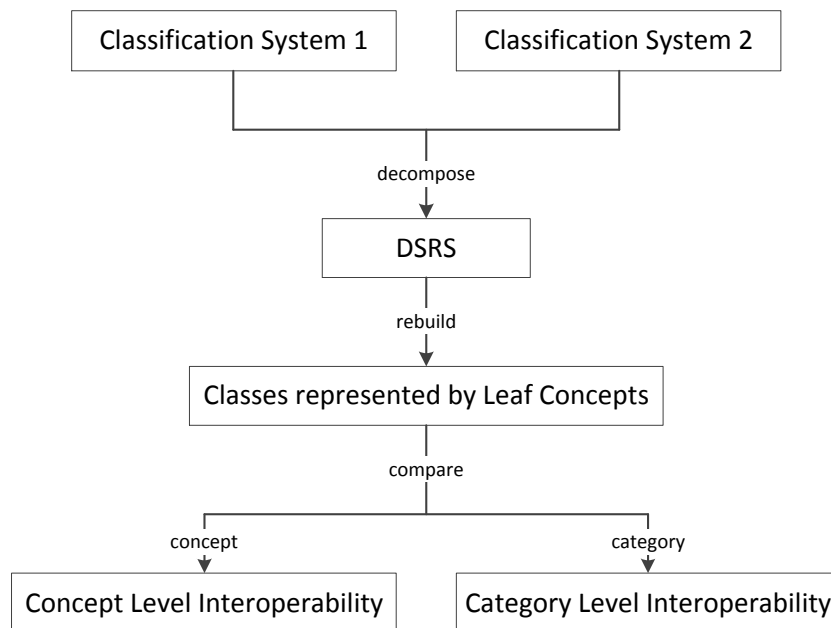 Classification System 1
Classification System 2
decompose
DSRS
rebuild
Classes represented by Leaf Concepts
compare
concept
category
Concept Level Interoperability
Category Level Interoperability